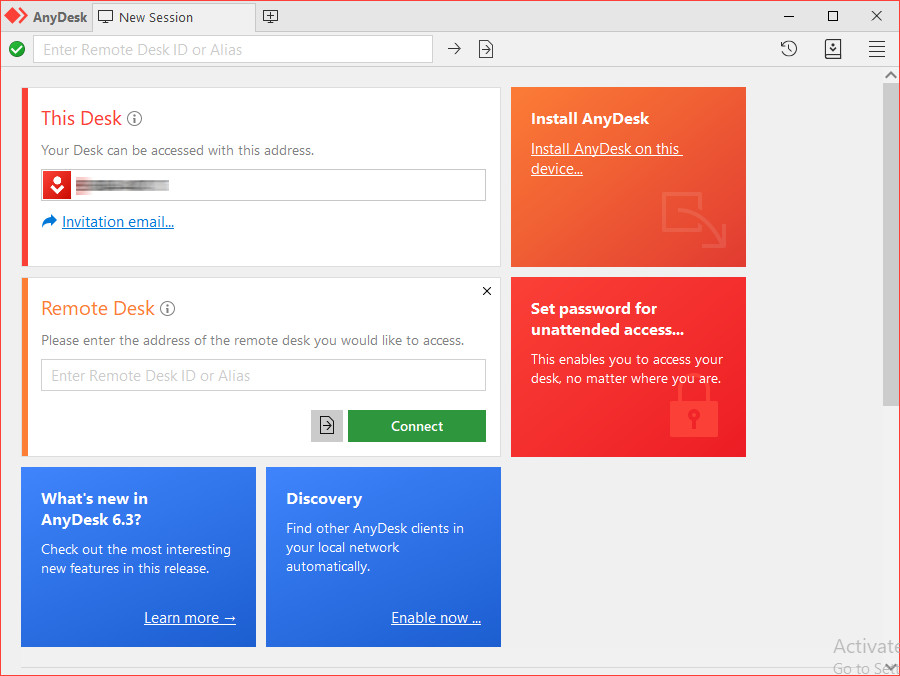 AnyDesk
New Session
Enter Remote Desk ID or Alias
This Desk
Your Desk can be accessed with this address.
Invitation email...
Install AnyDesk
Install AnyDesk on this
device...
Remote Desk
Please enter the address of the remote desk you would like to access.
Enter Remote Desk ID or Alias
Connect
Set password for
unattended access...
This enables you to access your
desk, no matter where you are.
What's new in
AnyDesk 6.3?
Check out the most interesting
new features in this release.
Learn more →
Discovery
Find other AnyDesk clients in
your local network
automatically.
Enable now ...
Activate
Go to Set